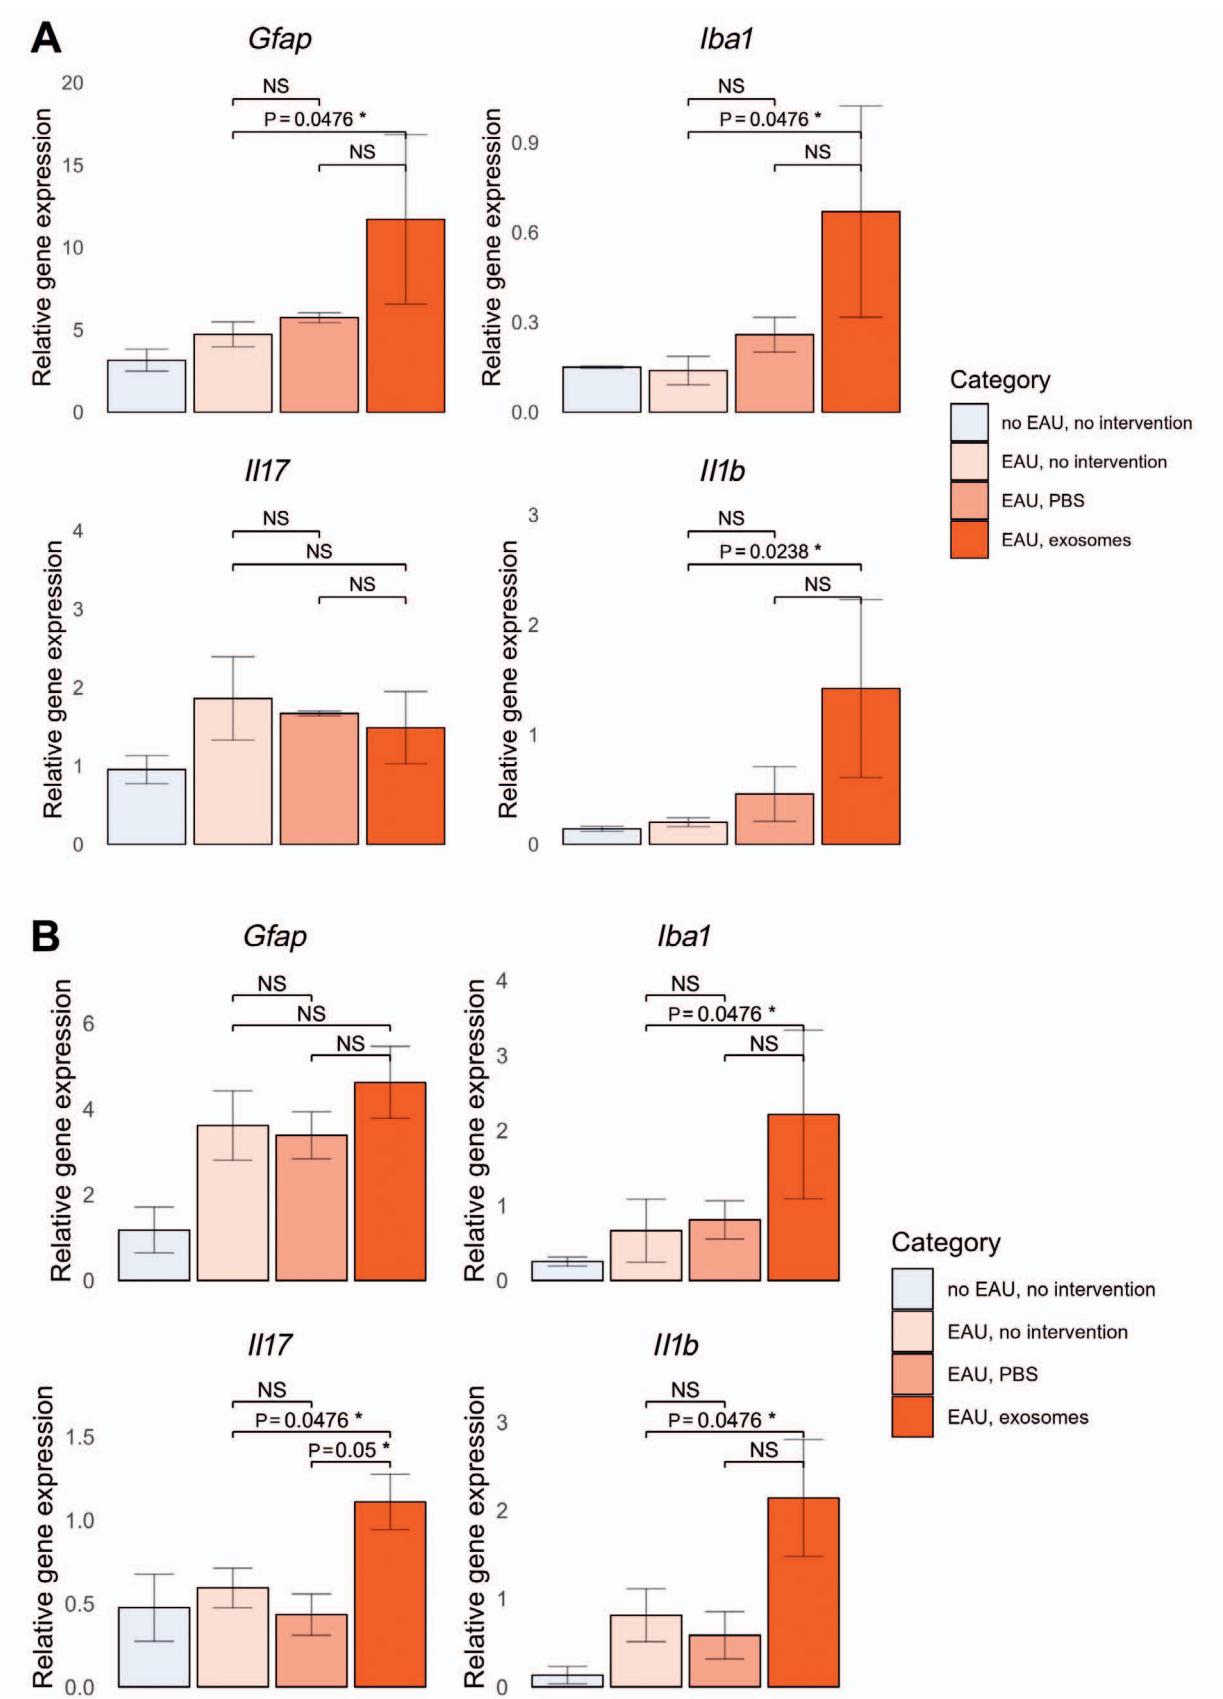 A
Gfap
Relative gene expression
20
15
10
5
0
NS
P = 0.0476 *
NS
Iba1
Relative gene expression
0.9
0.6
0.3
0.0
NS
P = 0.0476 *
NS
Category
no EAU, no intervention
EAU, no intervention
EAU, PBS
EAU, exosomes
Il17
Relative gene expression
4
3
2
1
0
NS
NS
NS
Il1b
Relative gene expression
3
2
1
0
NS
P = 0.0238 *
NS
B
Gfap
Relative gene expression
6
4
2
0
NS
NS
NS
Iba1
Relative gene expression
4
3
2
1
0
NS
P = 0.0476 *
NS
Category
no EAU, no intervention
EAU, no intervention
EAU, PBS
EAU, exosomes
Il17
Relative gene expression
1.5
1.0
0.5
0.0
NS
P = 0.0476 *
P = 0.05 *
Il1b
Relative gene expression
3
2
1
0
NS
P = 0.0476 *
NS